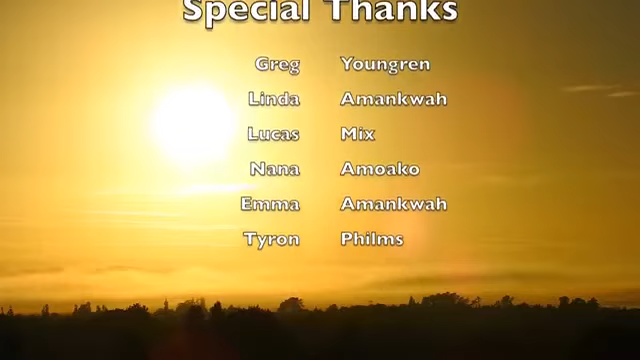 Special Thanks
Greg Youngren
Linda Amankwah
Lucas Mix
Nana Amoako
Emma Amankwah
Tyron Philms